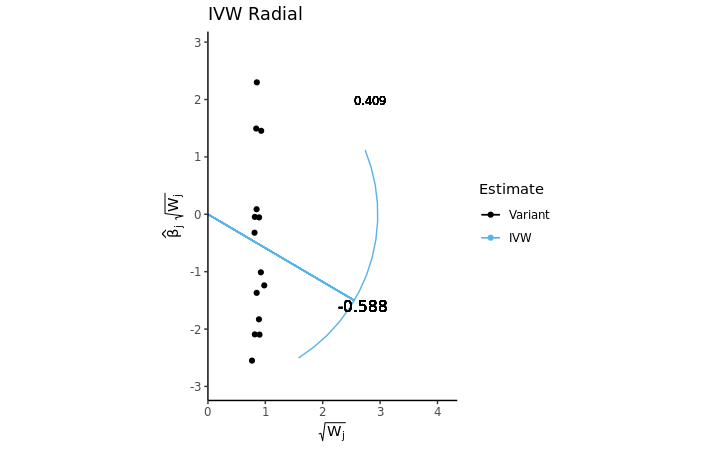 IVW Radial
3
2
1
0
-1
-2
-3
β̂j √Wj
0.409
-0.588
0 1 2 3 4
√Wj
Estimate
Variant
IVW